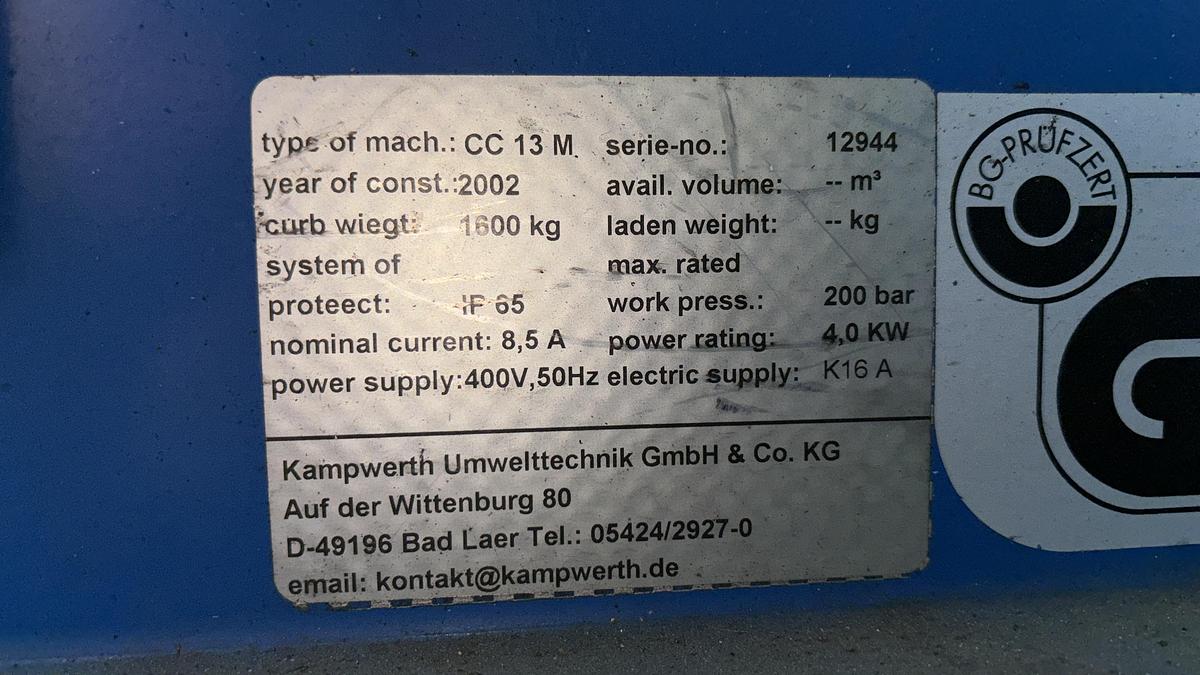 type of mach.: CC 13 M serie-no.: 12944
year of const.:2002 avail. volume: -- m³
curb wiegt: 1600 kg laden weight: -- kg
system of max. rated
proteect: IP 65 work press.: 200 bar
nominal current: 8,5 A power rating: 4,0 KW
power supply:400V,50Hz electric supply: K16 A
Kampwerth Umwelttechnik GmbH & Co. KG
Auf der Wittenburg 80
D-49196 Bad Laer Tel.: 05424/2927-0
email: kontakt@kampwerth.de
BG-PRÜFZERT